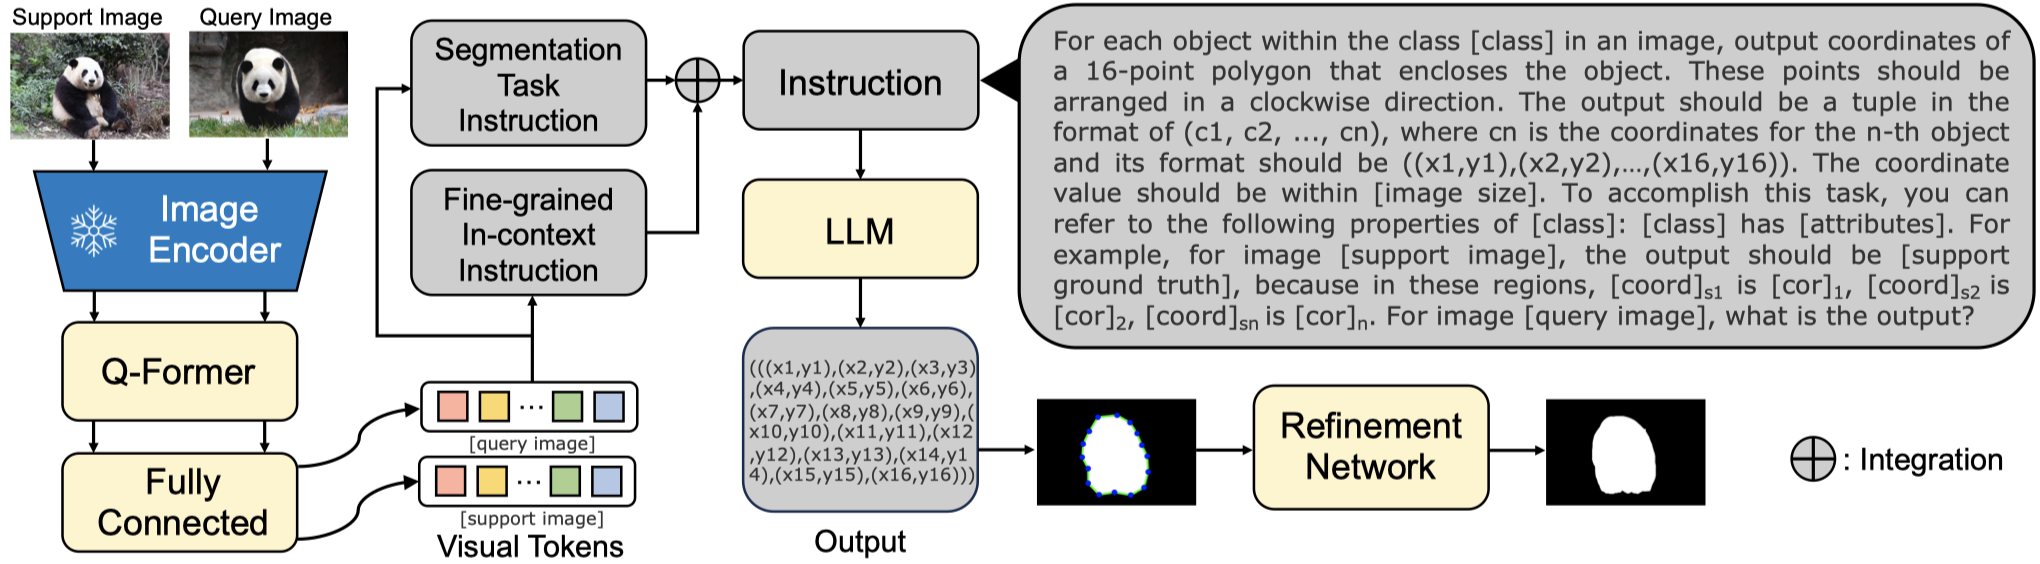 Support Image
Query Image
Image
Encoder
Q-Former
Fully
Connected
[query image]
[support image]
Visual Tokens
Segmentation
Task
Instruction
Fine-grained
In-context
Instruction
Instruction
LLM
(((x1,y1),(x2,y2),(x3,y3)
,(x4,y4),(x5,y5),(x6,y6),
(x7,y7),(x8,y8),(x9,y9),(
x10,y10),(x11,y11),(x12
,y12),(x13,y13),(x14,y1
4),(x15,y15),(x16,y16)))
Output
For each object within the class [class] in an image, output coordinates of
a 16-point polygon that encloses the object. These points should be
arranged in a clockwise direction. The output should be a tuple in the
format of (c1, c2, ..., cn), where cn is the coordinates for the n-th object
and its format should be ((x1,y1),(x2,y2),...,(x16,y16)). The coordinate
value should be within [image size]. To accomplish this task, you can
refer to the following properties of [class]: [class] has [attributes]. For
example, for image [support image], the output should be [support
ground truth], because in these regions, [coord]s1 is [cor]1, [coord]s2 is
[cor]2, [coord]sn is [cor]n. For image [query image], what is the output?
Refinement
Network
: Integration